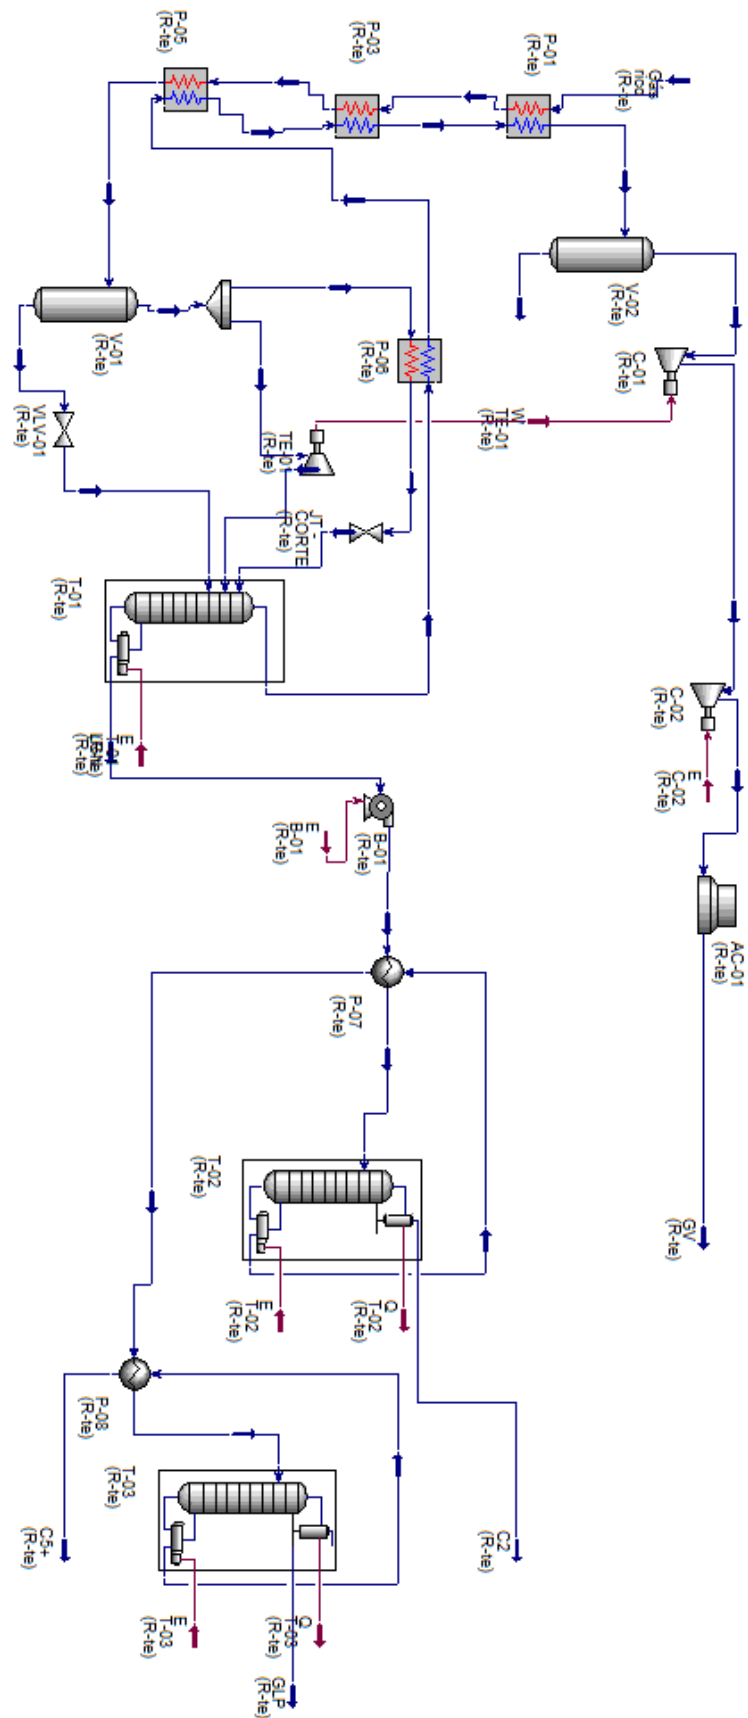 P-05
(R-te)
P-03
(R-te)
P-01
(R-te)
Gás
rico
(R-te)
V-02
(R-te)
C-01
(R-te)
V-01
(R-te)
P-06
(R-te)
VLV-01
(R-te)
TE-01
(R-te)
W
TE-01
(R-te)
JT -
CORTE
(R-te)
T-01
(R-te)
C-02
(R-te)
E
C-02
(R-te)
E
(R-te)
(R-te)
B-01
(R-te)
E
B-01
(R-te)
AC-01
(R-te)
P-07
(R-te)
T-02
(R-te)
GV
(R-te)
E
T-02
(R-te)
Q
T-02
(R-te)
P-08
(R-te)
T-03
(R-te)
C5+
(R-te)
C2
(R-te)
E
T-03
(R-te)
Q
T-03
(R-te)
GLP
(R-te)